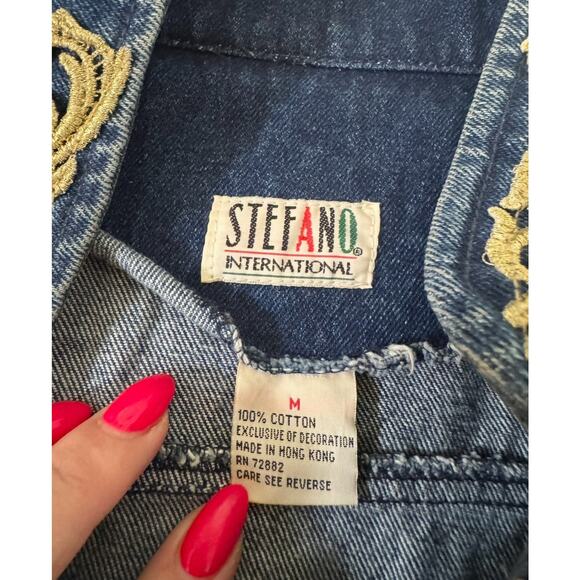 STEFANO®
INTERNATIONAL
M
100% COTTON
EXCLUSIVE OF DECORATION
MADE IN HONG KONG
RN 72882
CARE SEE REVERSE